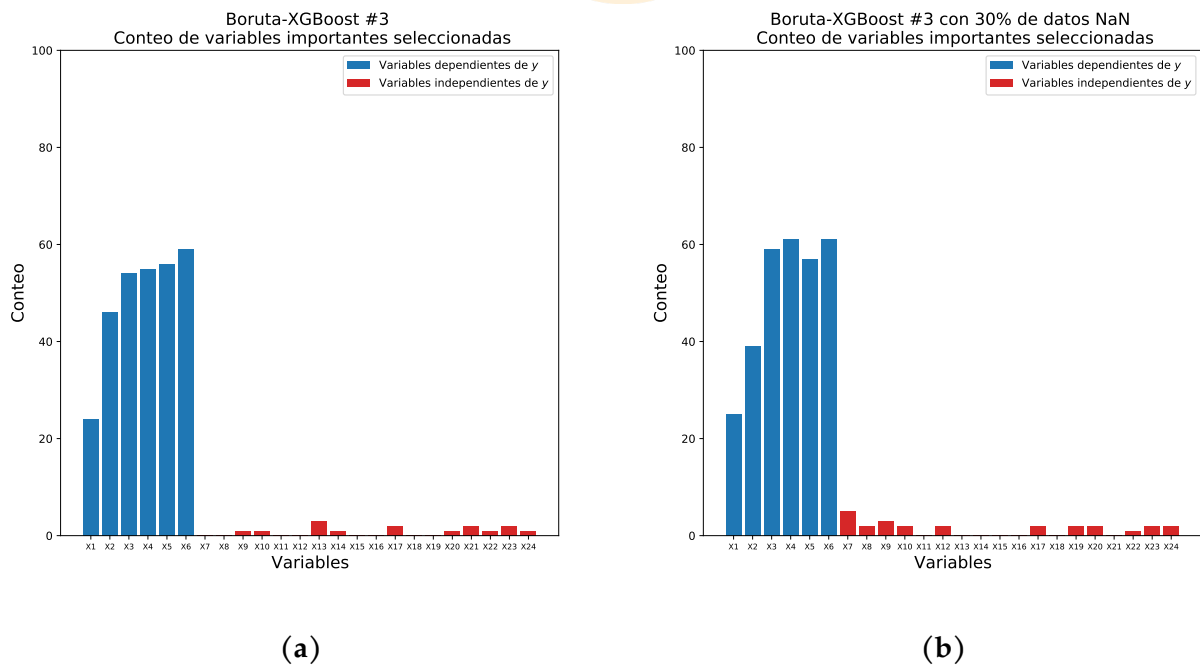 Boruta-XGBoost #3
Conteo de variables importantes seleccionadas
100
80
60
40
20
0
Conteo
Variables dependientes de y
Variables independientes de y
X1 X2 X3 X4 X5 X6 X7 X8 X9 X10 X11 X12 X13 X14 X15 X16 X17 X18 X19 X20 X21 X22 X23 X24
Variables
(a)
Boruta-XGBoost #3 con 30% de datos NaN
Conteo de variables importantes seleccionadas
100
80
60
40
20
0
Conteo
Variables dependientes de y
Variables independientes de y
X1 X2 X3 X4 X5 X6 X7 X8 X9 X10 X11 X12 X13 X14 X15 X16 X17 X18 X19 X20 X21 X22 X23 X24
Variables
(b)